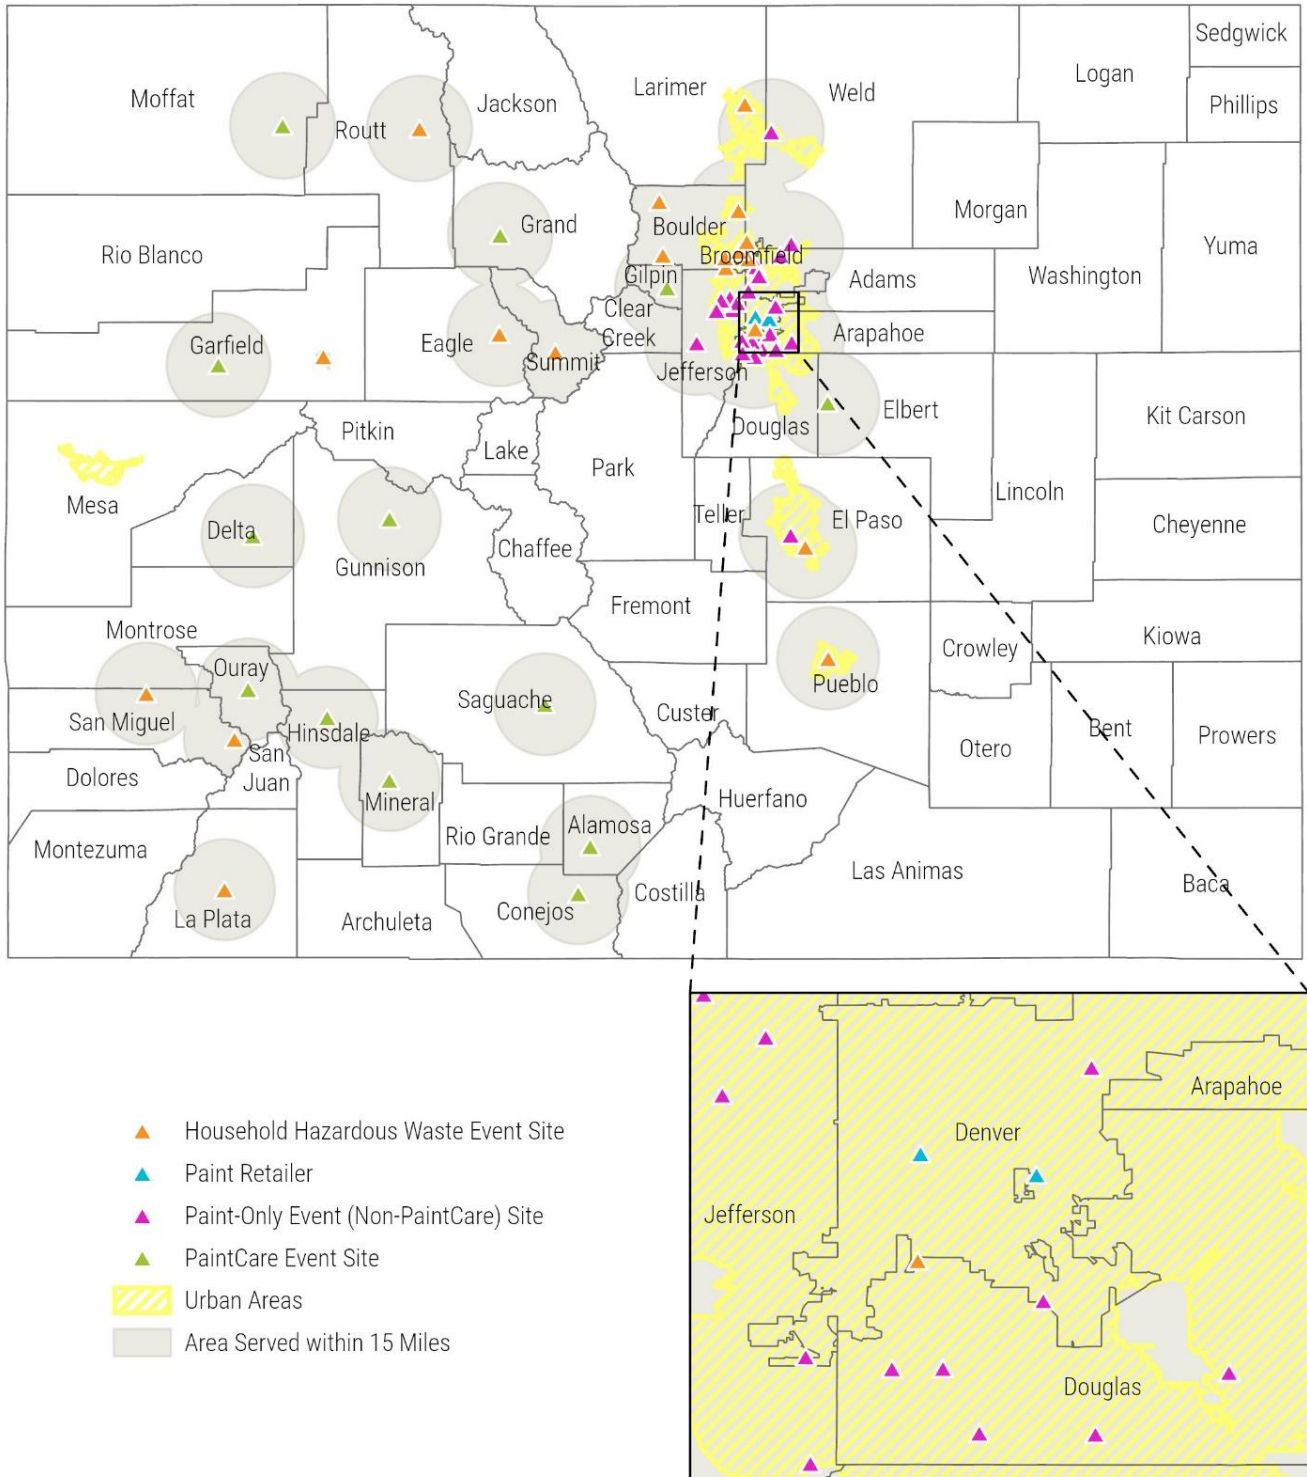 Sedgwick
Logan
Moffat
Larimer
Weld
Jackson
Phillips
Routt
Morgan
Grand
Boulder
Yuma
Rio Blanco
Broomfield
Gilpin
Adams
Washington
Clear
Creek
Arapahoe
Garfield
Eagle
Summit
Jefferson
Elbert
Kit Carson
Pitkin
Douglas
Lake
Park
Mesa
Lincoln
Teller
El Paso
Cheyenne
Delta
Chaffee
Gunnison
Fremont
Montrose
Kiowa
Crowley
Ouray
Pueblo
Saguache
Custer
San Miguel
Hinsdale
Bent
Prowers
Otero
San
Juan
Dolores
Mineral
Huerfano
Alamosa
Rio Grande
Montezuma
Las Animas
Baca
Costilla
Conejos
La Plata
Archuleta
Arapahoe
Denver
Jefferson
Douglas
Household Hazardous Waste Event Site
Paint Retailer
Paint-Only Event (Non-PaintCare) Site
PaintCare Event Site
Urban Areas
Area Served within 15 Miles